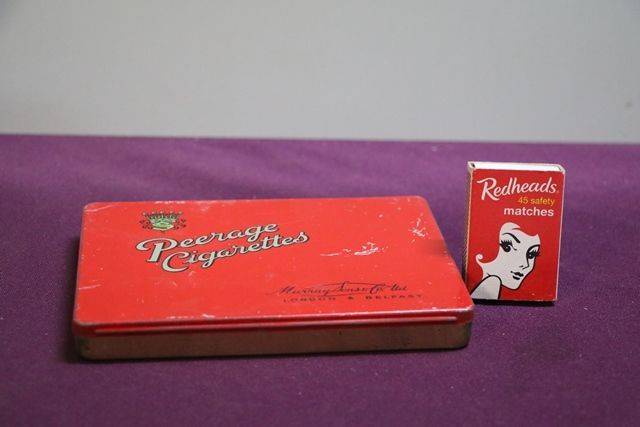 Peerage
Cigarettes
Murray Sons & Co Ltd
LONDON & BELFAST
Redheads
45 safety
matches